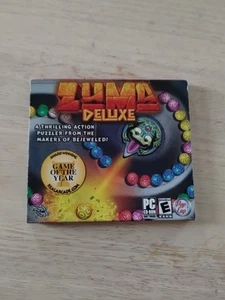 ZUMA
DELUXE
A THRILLING ACTION
PUZZLER FROM THE
MAKERS OF BEJEWELED!
GAME
OF THE
YEAR
PC
CD-ROM
E